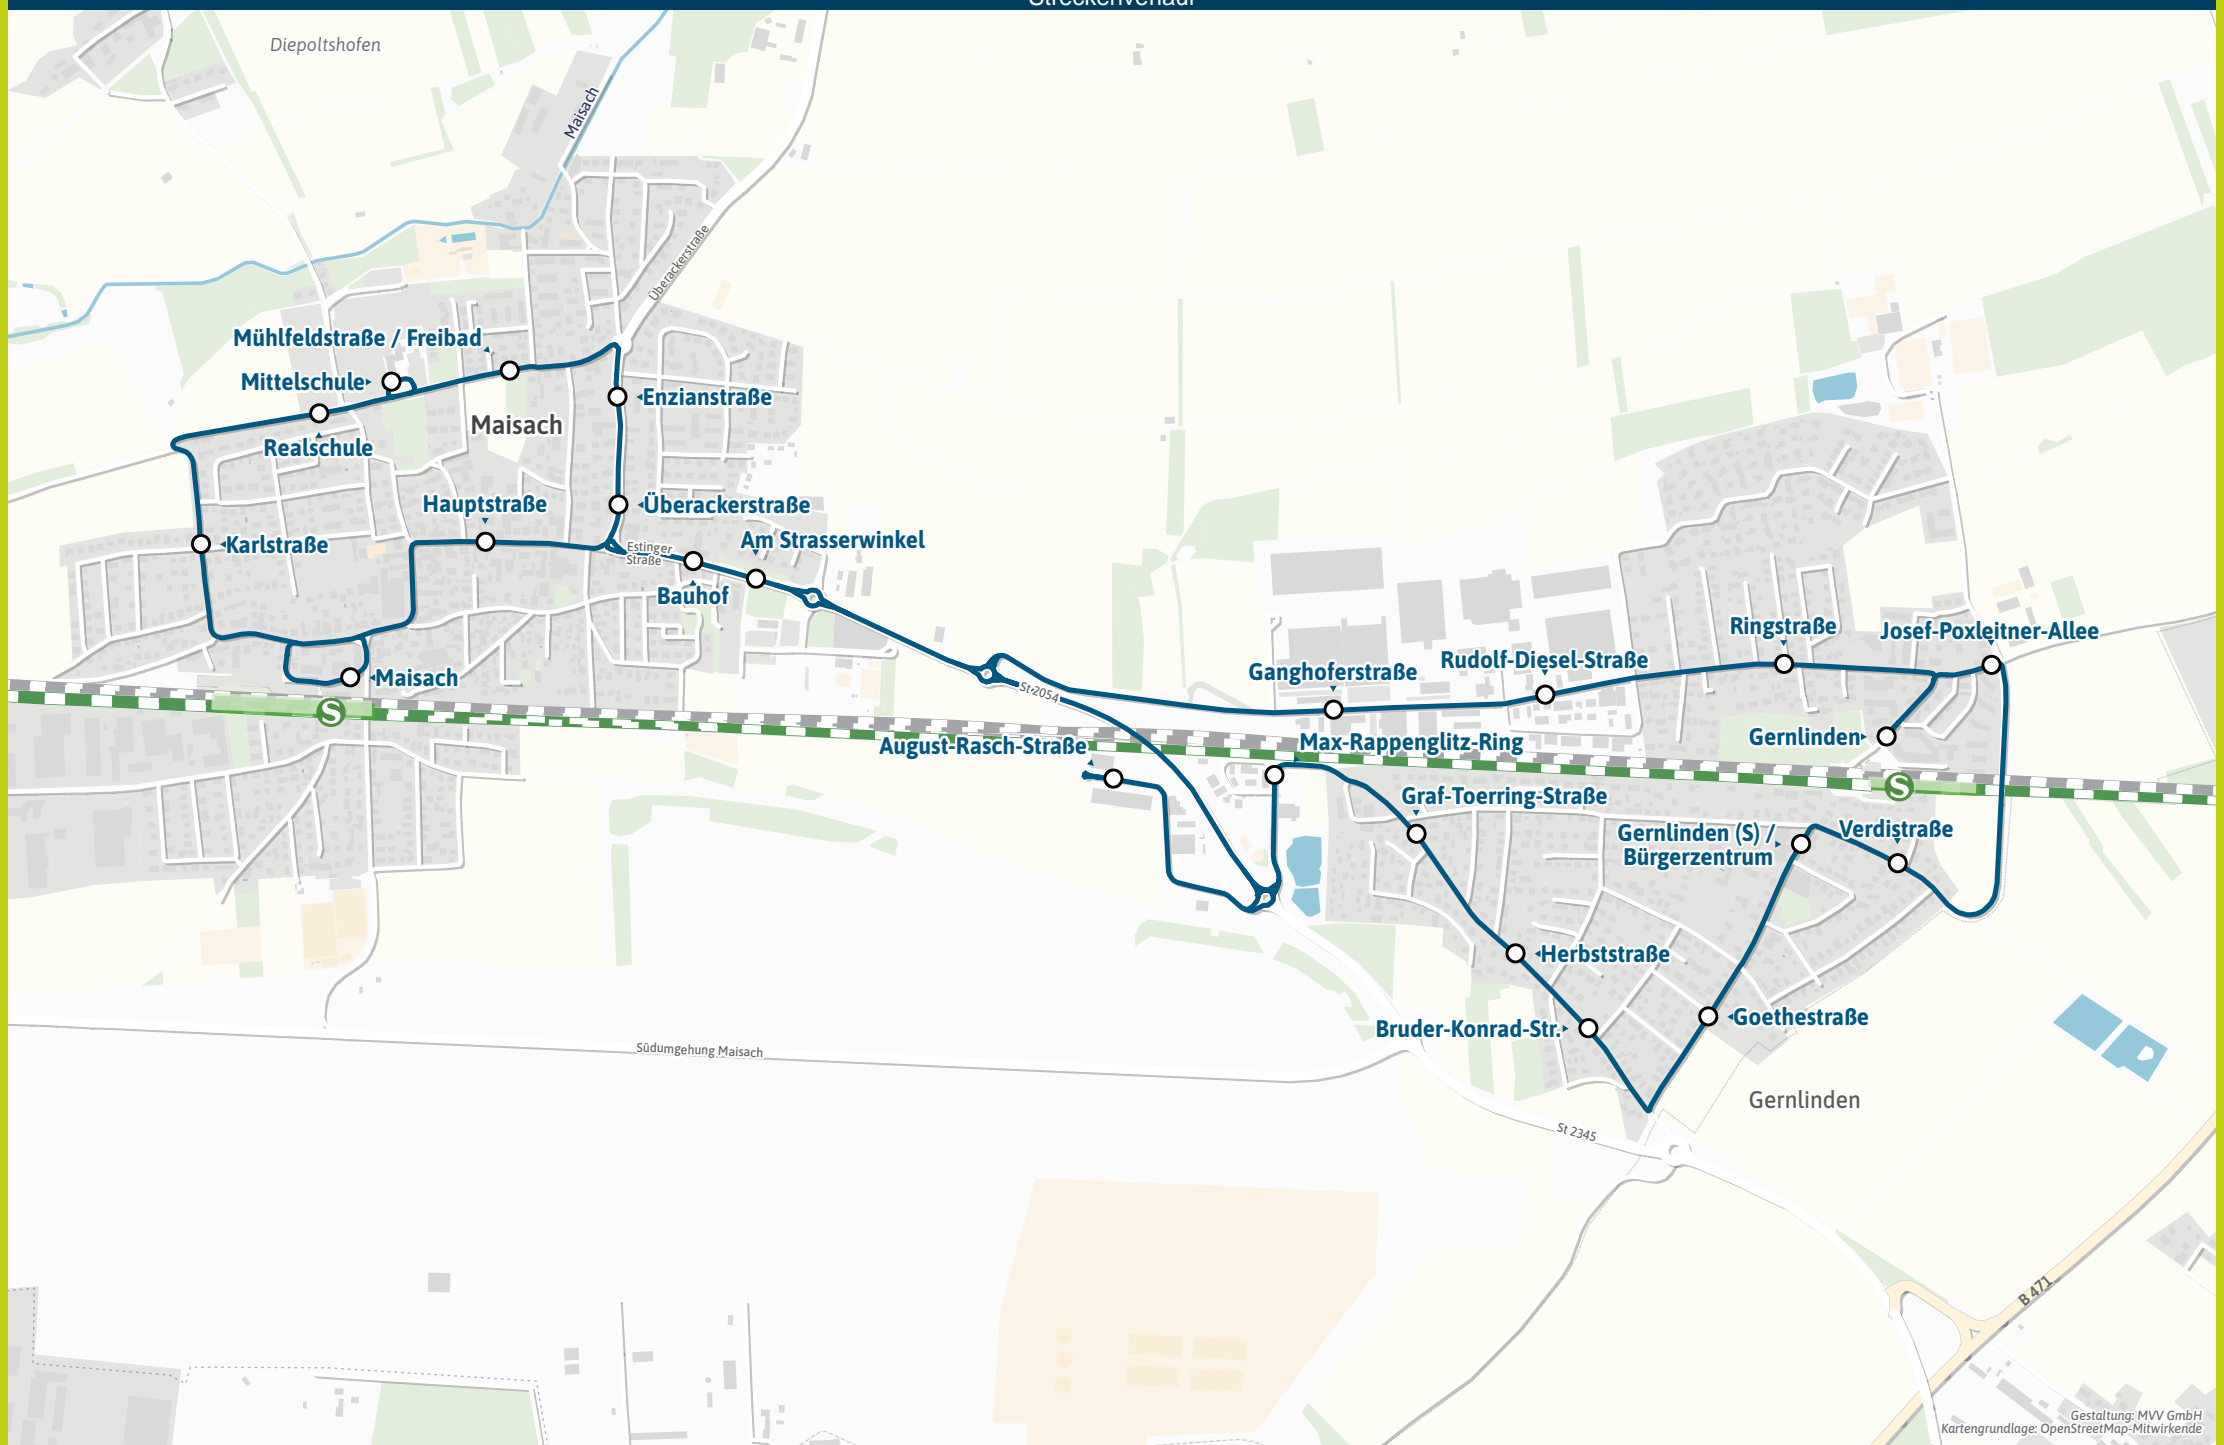 Streckenverlauf
Diepoltshofen
Maisach
Überackerstraße
Mühlfeldstraße / Freibad
Mittelschule
Enzianstraße
Maisach
Realschule
Hauptstraße
Überackerstraße
Karlstraße
Am Strasserwinkel
Estinger
Straße
Bauhof
Ringstraße
Josef-Poxleitner-Allee
Ganghoferstraße
Rudolf-Diesel-Straße
Maisach
St 2054
S
August-Rasch-Straße
Max-Rappenglitz-Ring
Gernlinden
S
Graf-Toerring-Straße
Gernlinden (S) /
Bürgerzentrum
Verdistraße
Herbststraße
Bruder-Konrad-Str.
Goethestraße
Südumgehung Maisach
Gernlinden
St 2345
B 471
Gestaltung: MVV GmbH
Kartengrundlage: OpenStreetMap-Mitwirkende